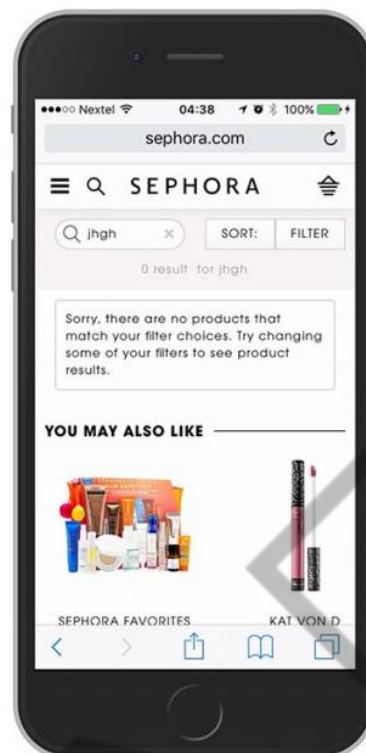 ●●●○○ Nextel 04:38 100%
sephora.com
SEPHORA
jhgh × SORT: FILTER
0 result for jhgh
Sorry, there are no products that
match your filter choices. Try changing
some of your filters to see product
results.
YOU MAY ALSO LIKE
SEPHORA FAVORITES KAT VON D